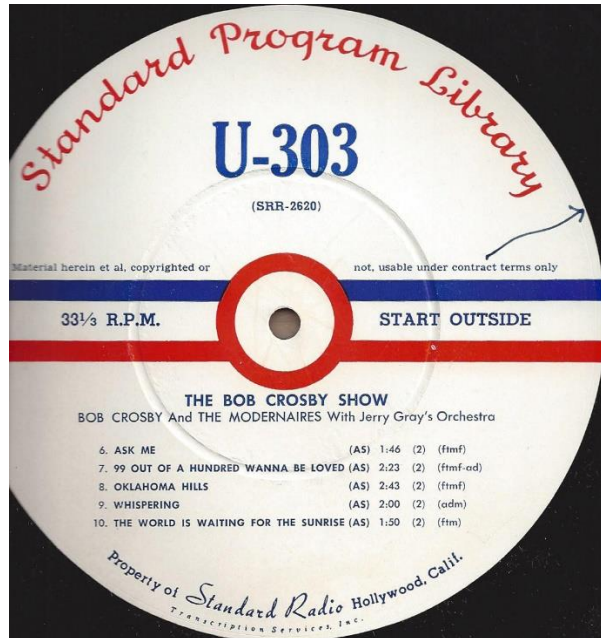 Standard Program Library
U-303
(SRR-2620)
Material herein et al, copyrighted or not, usable under contract terms only
33⅓ R.P.M. START OUTSIDE
THE BOB CROSBY SHOW
BOB CROSBY And THE MODERNAIRES With Jerry Gray's Orchestra
6. ASK ME (AS) 1:46 (2) (ftmf)
7. 99 OUT OF A HUNDRED WANNA BE LOVED (AS) 2:23 (2) (ftmf-ad)
8. OKLAHOMA HILLS (AS) 2:43 (2) (ftmf)
9. WHISPERING (AS) 2:00 (2) (adm)
10. THE WORLD IS WAITING FOR THE SUNRISE (AS) 1:50 (2) (ftm)
Property of Standard Radio Hollywood, Calif.
Transcription Services, Inc.